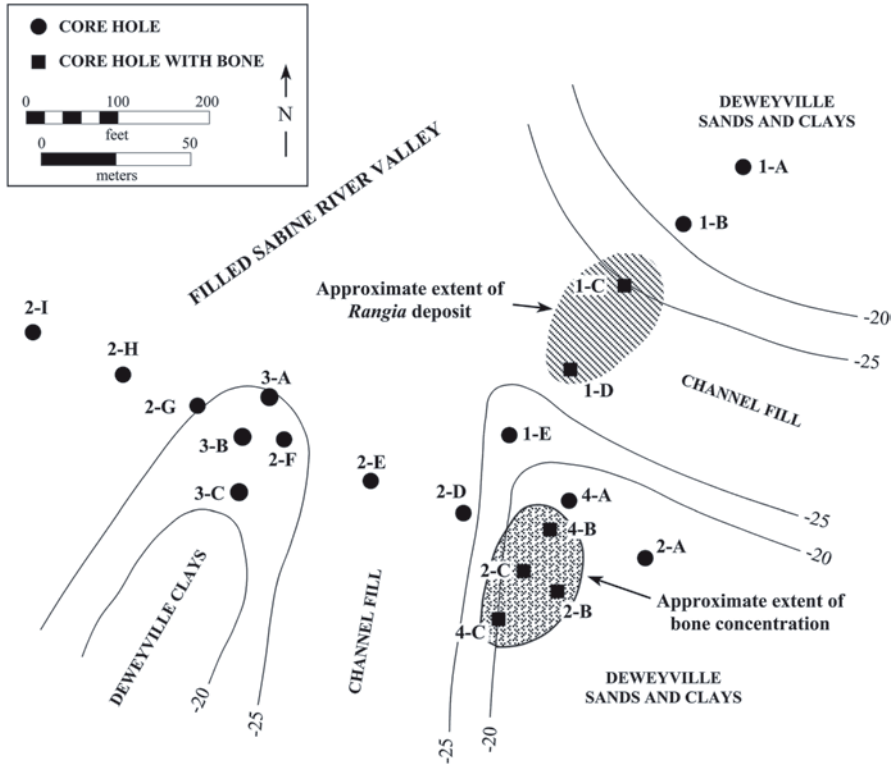 CORE HOLE
CORE HOLE WITH BONE
0 100 200
feet
0 50
meters
N
DEWEYVILLE
SANDS AND CLAYS
1-A
1-B
FILLED SABINE RIVER VALLEY
Approximate extent of
Rangia deposit
1-C
-20
-25
2-I
2-H
3-A
1-D
CHANNEL FILL
2-G
3-B
2-F
1-E
2-E
3-C
2-D
4-A
-25
4-B
-20
2-A
2-C
2-B
Approximate extent of
bone concentration
4-C
DEWEYVILLE CLAYS
CHANNEL FILL
DEWEYVILLE
SANDS AND CLAYS
-20
-25
-25
-20